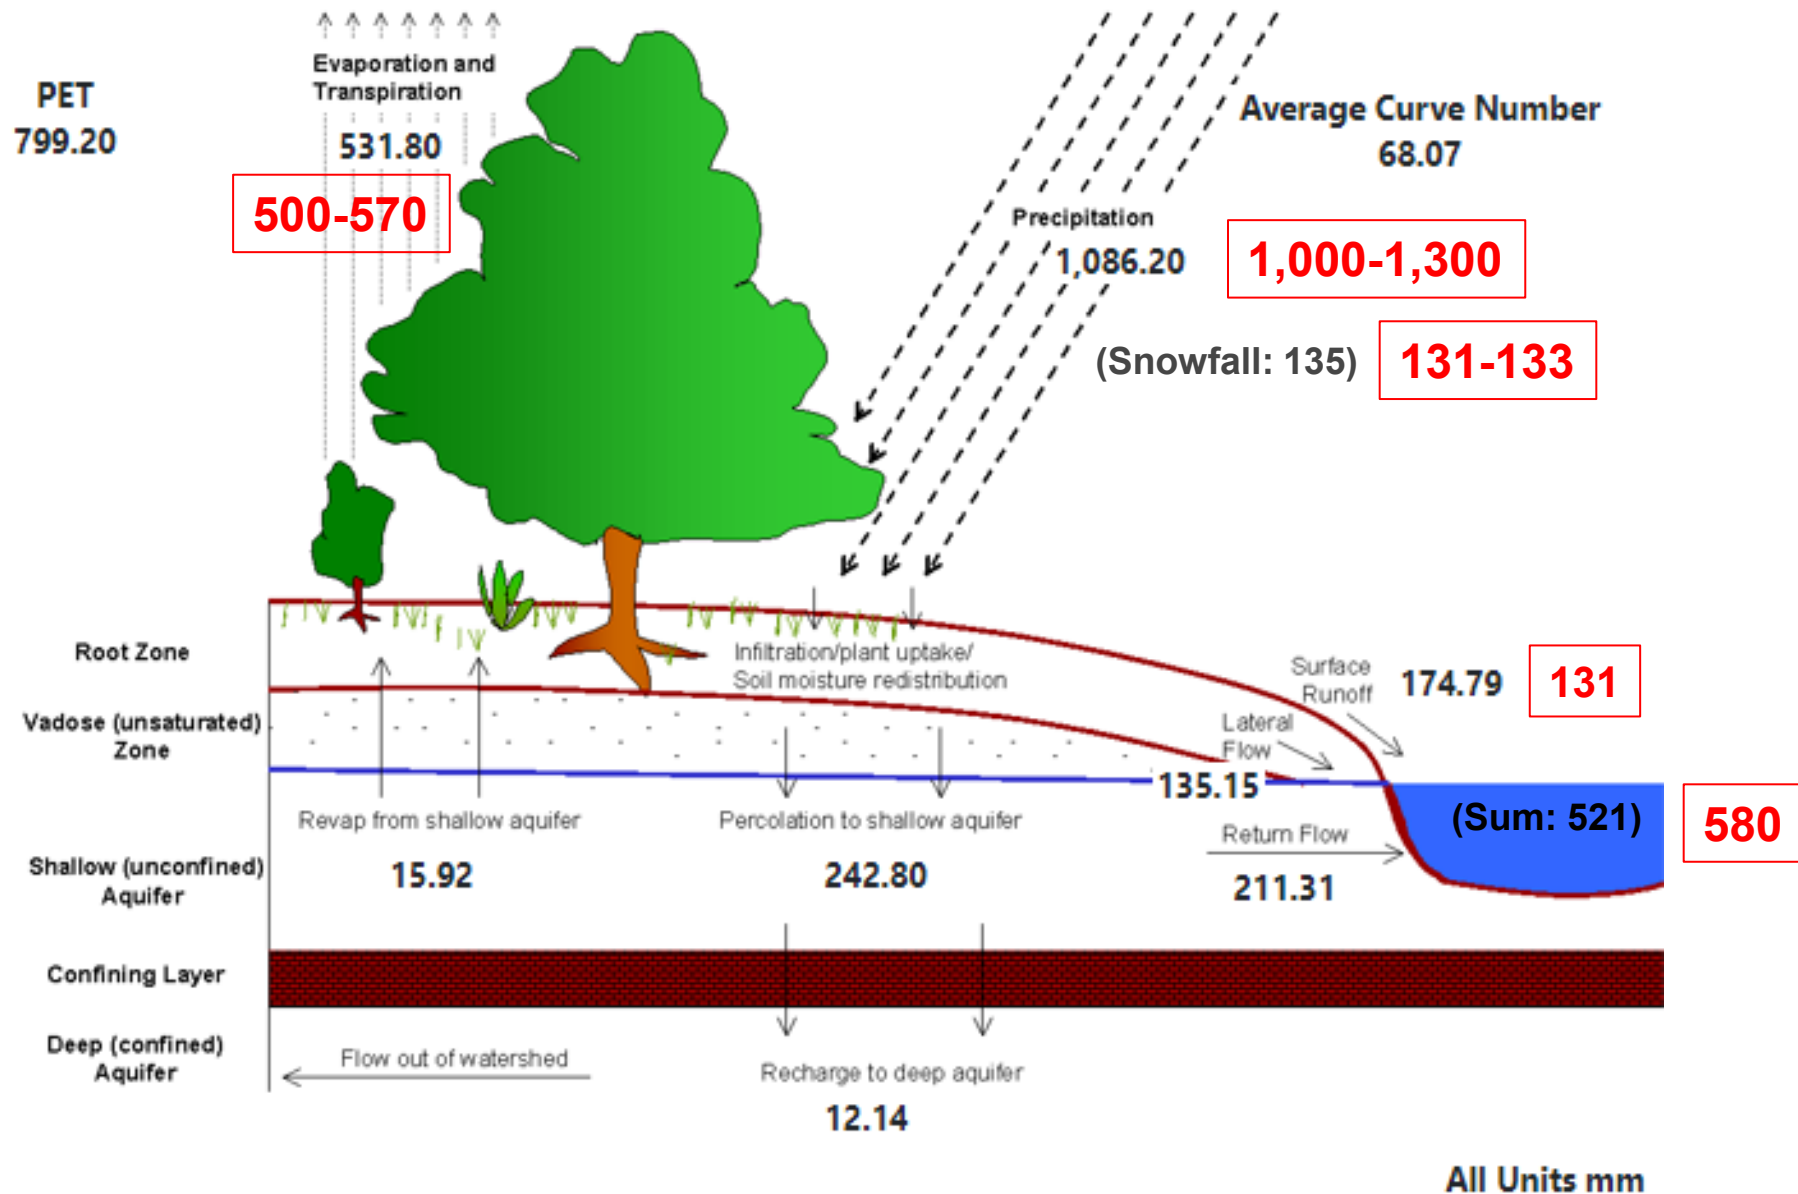 Evaporation and
Transpiration
531.80
500-570
PET
799.20
Average Curve Number
68.07
Precipitation
1,086.20
1,000-1,300
(Snowfall: 135)
131-133
Root Zone
Infiltration/plant uptake/
Soil moisture redistribution
Surface
Runoff
174.79
131
Vadose (unsaturated)
Zone
Lateral
Flow
135.15
Revap from shallow aquifer
15.92
Percolation to shallow aquifer
242.80
Return Flow
211.31
(Sum: 521)
580
Shallow (unconfined)
Aquifer
Confining Layer
Deep (confined)
Aquifer
Flow out of watershed
Recharge to deep aquifer
12.14
All Units mm